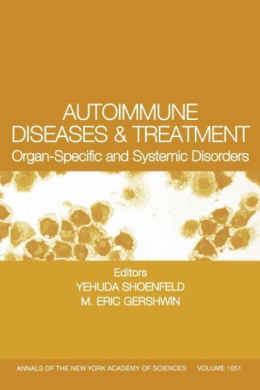 AUTOIMMUNE
DISEASES & TREATMENT
Organ-Specific and Systemic Disorders
Editors
YEHUDA SHOENFELD
M. ERIC GERSHWIN
ANNALS OF THE NEW YORK ACADEMY OF SCIENCES VOLUME 1051